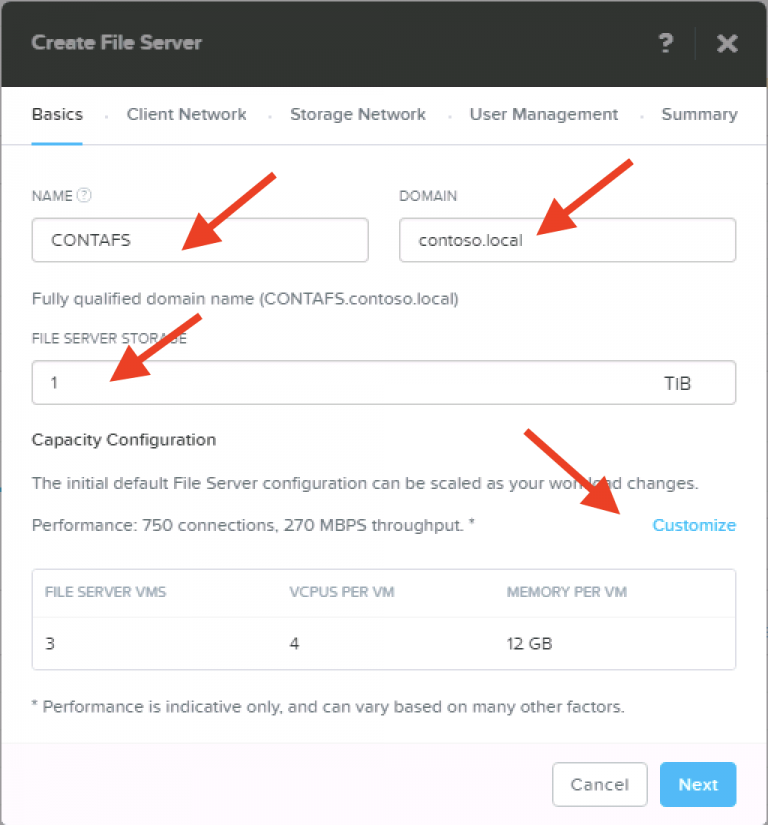 Create File Server ?
Basics · Client Network · Storage Network · User Management · Summary
NAME ? DOMAIN
CONTAFS contoso.local
Fully qualified domain name (CONTAFS.contoso.local)
FILE SERVER STORAGE
1 TiB
Capacity Configuration
The initial default File Server configuration can be scaled as your workload changes.
Performance: 750 connections, 270 MBPS throughput. * Customize
FILE SERVER VMS VCPUS PER VM MEMORY PER VM
3 4 12 GB
* Performance is indicative only, and can vary based on many other factors.
Cancel Next